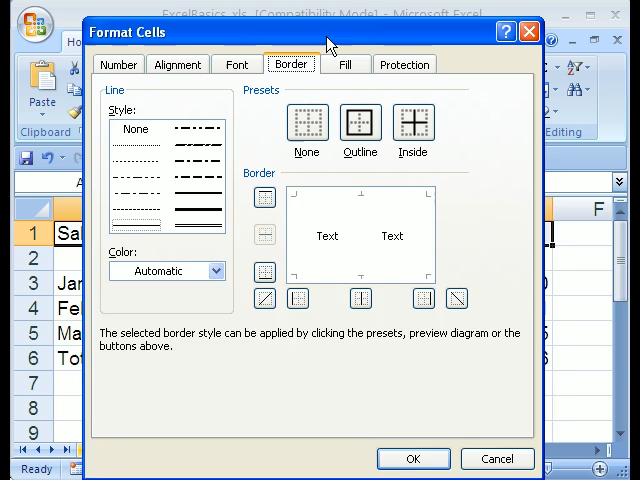 ExcelBasics.xls [Compatibility Mode] - Microsoft Excel
Format Cells
Number Alignment Font Border Fill Protection
Paste
Clipboard
Editing
Line
Style:
None
Color:
Automatic
Presets
None Outline Inside
Border
Text Text
The selected border style can be applied by clicking the presets, preview diagram or the
buttons above.
OK Cancel
F
1
2
3
4
5
6
7
8
9
Ready